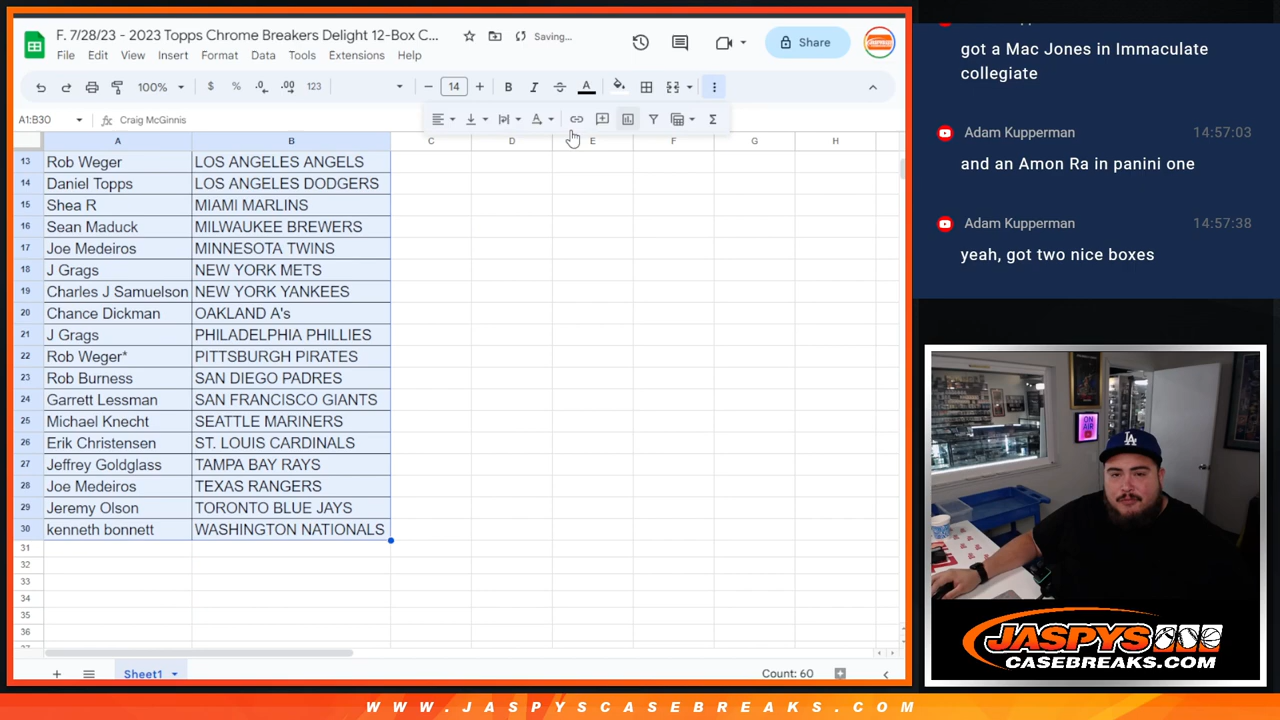 F. 7/28/23 - 2023 Topps Chrome Breakers Delight 12-Box C...
Saving...
File Edit View Insert Format Data Tools Extensions Help
Share
100% $ % .0 .00 123 14 B I S A
A1:B30 Craig McGinnis
A B C D E F G H
13 Rob Weger LOS ANGELES ANGELS
14 Daniel Topps LOS ANGELES DODGERS
15 Shea R MIAMI MARLINS
16 Sean Maduck MILWAUKEE BREWERS
17 Joe Medeiros MINNESOTA TWINS
18 J Grags NEW YORK METS
19 Charles J Samuelson NEW YORK YANKEES
20 Chance Dickman OAKLAND A's
21 J Grags PHILADELPHIA PHILLIES
22 Rob Weger* PITTSBURGH PIRATES
23 Rob Burness SAN DIEGO PADRES
24 Garrett Lessman SAN FRANCISCO GIANTS
25 Michael Knecht SEATTLE MARINERS
26 Erik Christensen ST. LOUIS CARDINALS
27 Jeffrey Goldglass TAMPA BAY RAYS
28 Joe Medeiros TEXAS RANGERS
29 Jeremy Olson TORONTO BLUE JAYS
30 kenneth bonnett WASHINGTON NATIONALS
31
32
33
34
35
36
Sheet1
Count: 60
got a Mac Jones in Immaculate
collegiate
Adam Kupperman 14:57:03
and an Amon Ra in panini one
Adam Kupperman 14:57:38
yeah, got two nice boxes
ON
AIR
LA
JASPYS
CASEBREAKS.COM
WWW.JASPYSCASEBREAKS.COM